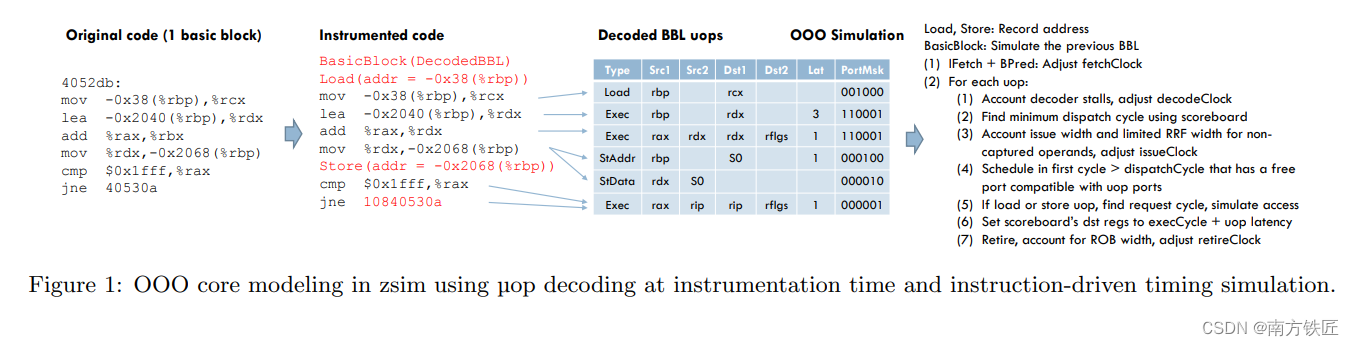 Original code (1 basic block)
4052db:
mov -0x38(%rbp),%rcx
lea -0x2040(%rbp),%rdx
add %rax,%rbx
mov %rdx,-0x2068(%rbp)
cmp $0x1fff,%rax
jne 40530a
Instrumented code
BasicBlock(DecodedBBL)
Load(addr = -0x38(%rbp))
mov -0x38(%rbp),%rcx
lea -0x2040(%rbp),%rdx
add %rax,%rdx
mov %rdx,-0x2068(%rbp)
Store(addr = -0x2068(%rbp))
cmp $0x1fff,%rax
jne 10840530a
Decoded BBL uops
Type Src1 Src2 Dst1 Dst2 Lat PortMsk
Load rbp rcx 001000
Exec rbp rdx 3 110001
Exec rax rdx rdx rflgs 1 110001
StAddr rbp S0 1 000100
StData rdx S0 000010
Exec rax rip rip rflgs 1 000001
OOO Simulation
Load, Store: Record address
BasicBlock: Simulate the previous BBL
(1) IFetch + BPred: Adjust fetchClock
(2) For each uop:
(1) Account decoder stalls, adjust decodeClock
(2) Find minimum dispatch cycle using scoreboard
(3) Account issue width and limited RRF width for non-
captured operands, adjust issueClock
(4) Schedule in first cycle > dispatchCycle that has a free
port compatible with uop ports
(5) If load or store uop, find request cycle, simulate access
(6) Set scoreboard's dst regs to execCycle + uop latency
(7) Retire, account for ROB width, adjust retireClock
Figure 1: OOO core modeling in zsim using µop decoding at instrumentation time and instruction-driven timing simulation.
CSDN @南方铁匠